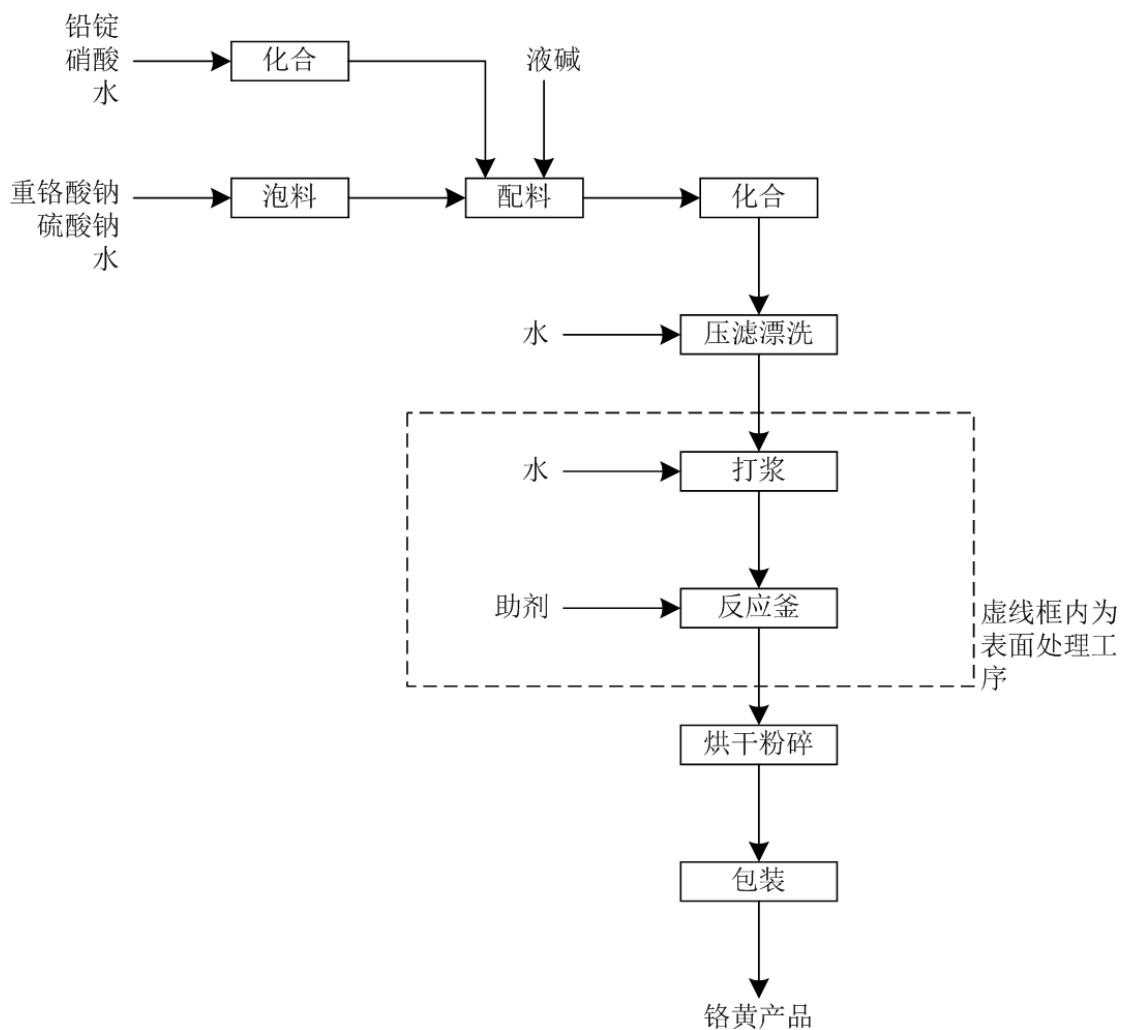 铅锭
硝酸
水
化合
液碱
重铬酸钠
硫酸钠
水
泡料
配料
化合
水
压滤漂洗
水
打浆
助剂
反应釜
虚线框内为
表面处理工
序
烘干粉碎
包装
铬黄产品